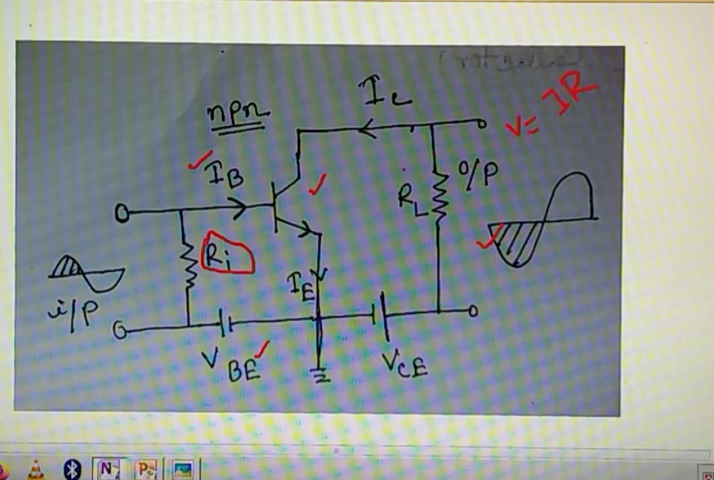 npn
I_C
V = IR
I_B
O/P
R_L
R_i
I_E
i/P
V_BE
V_CE
N
P